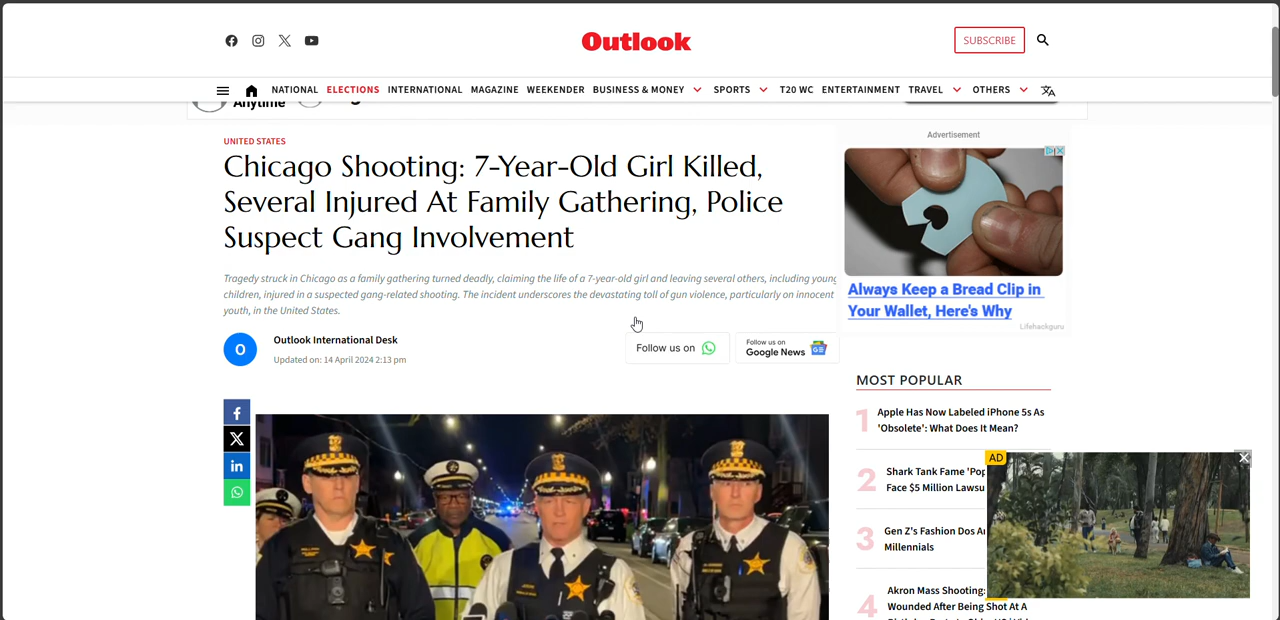 Outlook
SUBSCRIBE
NATIONAL ELECTIONS INTERNATIONAL MAGAZINE WEEKENDER BUSINESS & MONEY SPORTS T20 WC ENTERTAINMENT TRAVEL OTHERS
Anytime
UNITED STATES
Chicago Shooting: 7-Year-Old Girl Killed,
Several Injured At Family Gathering, Police
Suspect Gang Involvement
Tragedy struck in Chicago as a family gathering turned deadly, claiming the life of a 7-year-old girl and leaving several others, including young
children, injured in a suspected gang-related shooting. The incident underscores the devastating toll of gun violence, particularly on innocent
youth, in the United States.
O
Outlook International Desk
Updated on: 14 April 2024 2:13 pm
Follow us on
Follow us on
Google News
Advertisement
Always Keep a Bread Clip in
Your Wallet, Here's Why
Lifehackguru
MOST POPULAR
1
Apple Has Now Labeled iPhone 5s As
'Obsolete': What Does It Mean?
2
Shark Tank Fame 'Pop
Face $5 Million Lawsu
3
Gen Z's Fashion Dos A
Millennials
4
Akron Mass Shooting:
Wounded After Being Shot At A
AD